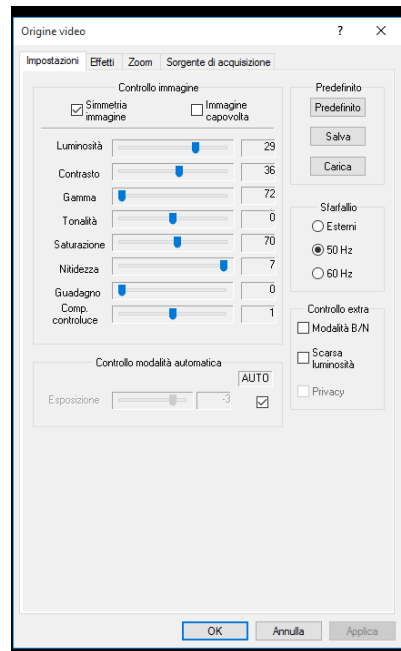 Origine video ? ×
Impostazioni Effetti Zoom Sorgente di acquisizione
Controllo immagine
Simmetria
immagine
Immagine
capovolta
Luminosità 29
Contrasto 36
Gamma 72
Tonalità 0
Saturazione 70
Nitidezza 7
Guadagno 0
Comp.
controluce 1
Predefinito
Predefinito
Salva
Carica
Sfarfallio
Esterni
50 Hz
60 Hz
Controllo extra
Modalità B/N
Scarsa
luminosità
Privacy
Controllo modalità automatica
AUTO
Esposizione -3
OK Annulla Applica